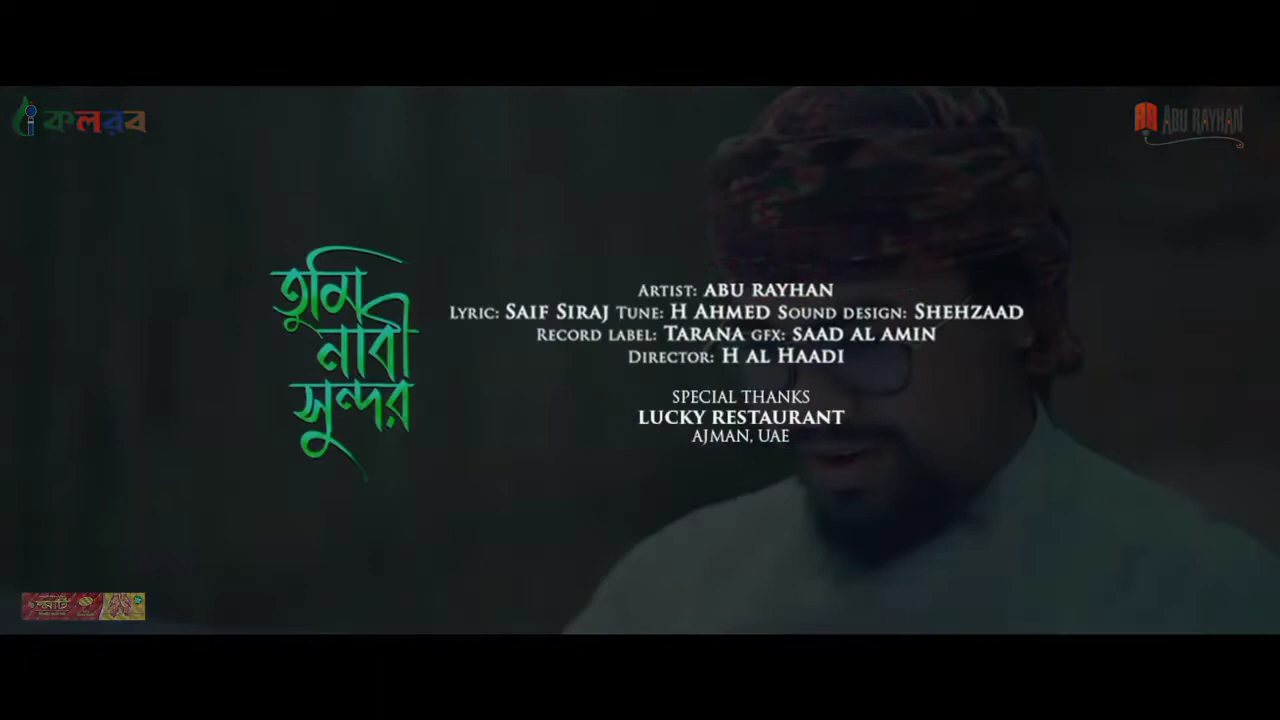 কলরব
ABU RAYHAN
তুমি
নাবী
সুন্দর
ARTIST: ABU RAYHAN
LYRIC: SAIF SIRAJ TUNE: H AHMED SOUND DESIGN: SHEHZAAD
RECORD LABEL: TARANA GFX: SAAD AL AMIN
DIRECTOR: H AL HAADI
SPECIAL THANKS
LUCKY RESTAURANT
AJMAN, UAE